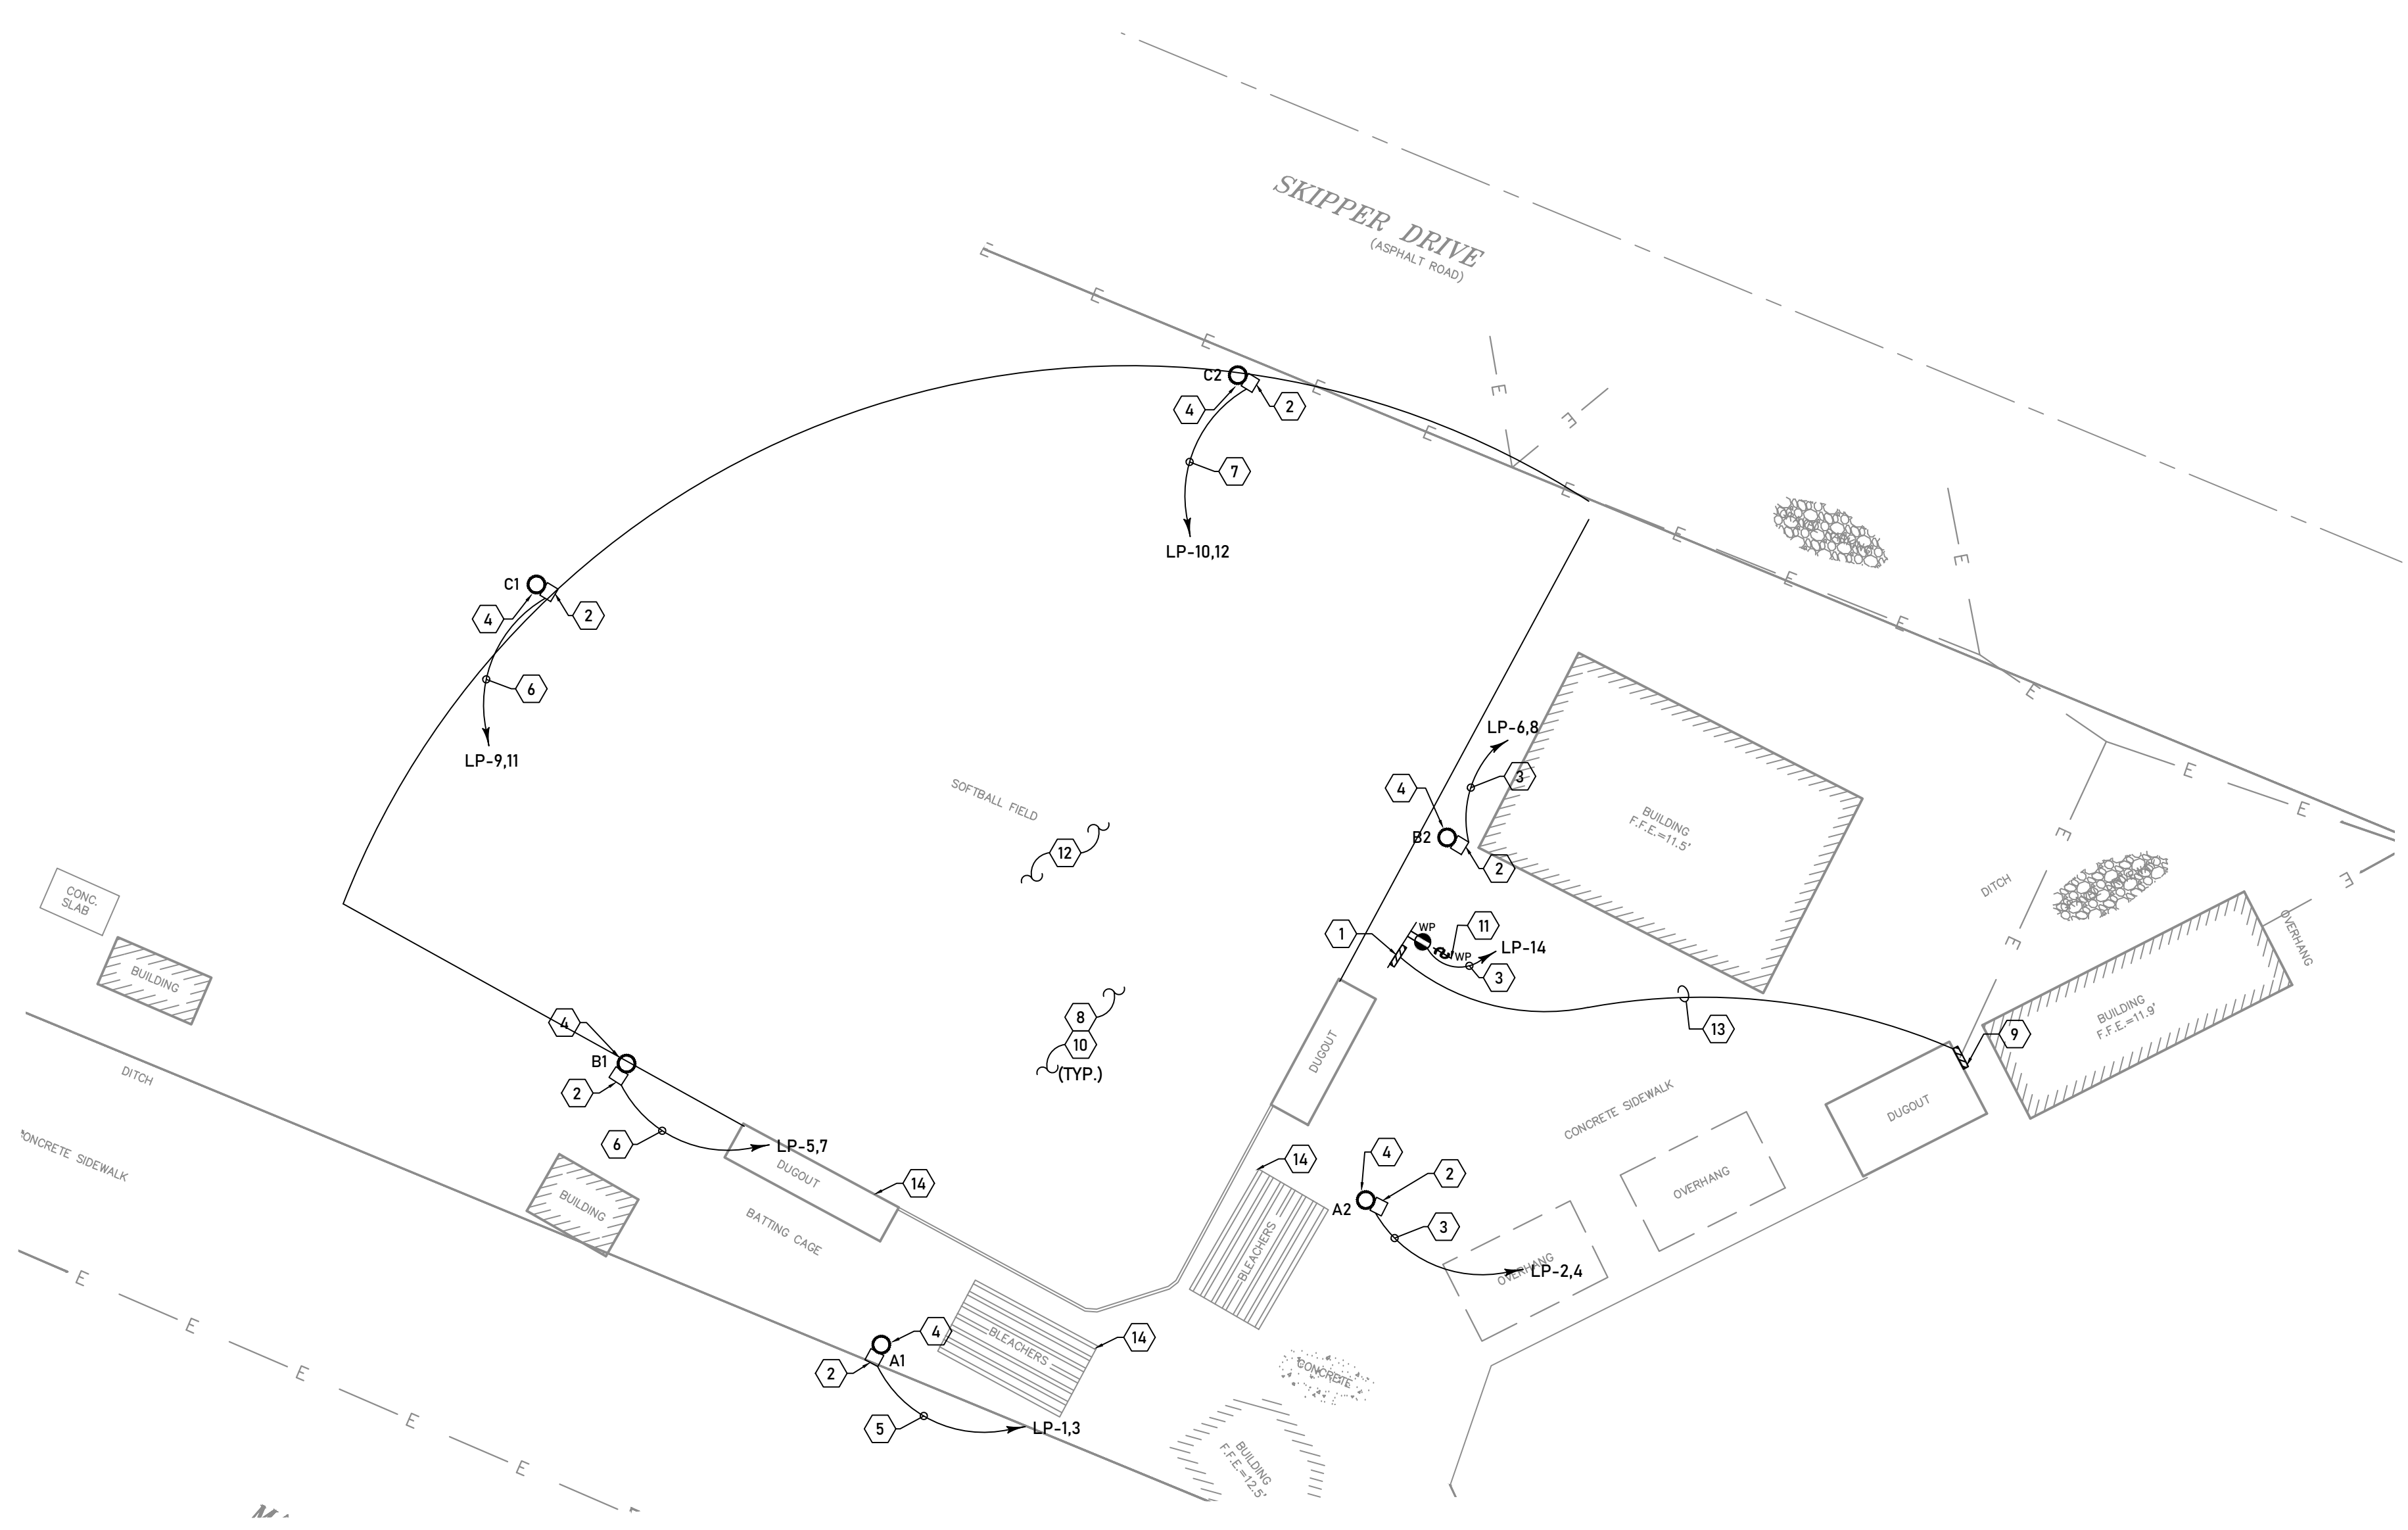 SKIPPER DRIVE
(ASPHALT ROAD)
E
E
E
E
E
E
E
C2
4
2
7
LP-10,12
E
E
E
E
E
C1
4
2
6
LP-9,11
E
E
E
LP-6,8
3
4
B2
2
BUILDING
F.F.E.=11.5'
SOFTBALL FIELD
12
E
E
DITCH
E
E
OVERHANG
CONC.
SLAB
BUILDING
1
WP
11
WP
LP-14
3
13
9
BUILDING
F.F.E.=11.9'
8
10
(TYP.)
4
B1
2
6
LP-5,7
DITCH
DUGOUT
DUGOUT
CONCRETE SIDEWALK
DUGOUT
14
BATTING CAGE
BUILDING
14
4
2
A2
3
LP-2,4
BLEACHERS
OVERHANG
OVERHANG
ONCRETE SIDEWALK
4
A1
2
5
LP-1,3
BLEACHERS
14
CONCRETE
BUILDING
F.F.E.=12.5'
E
E
E
E
E